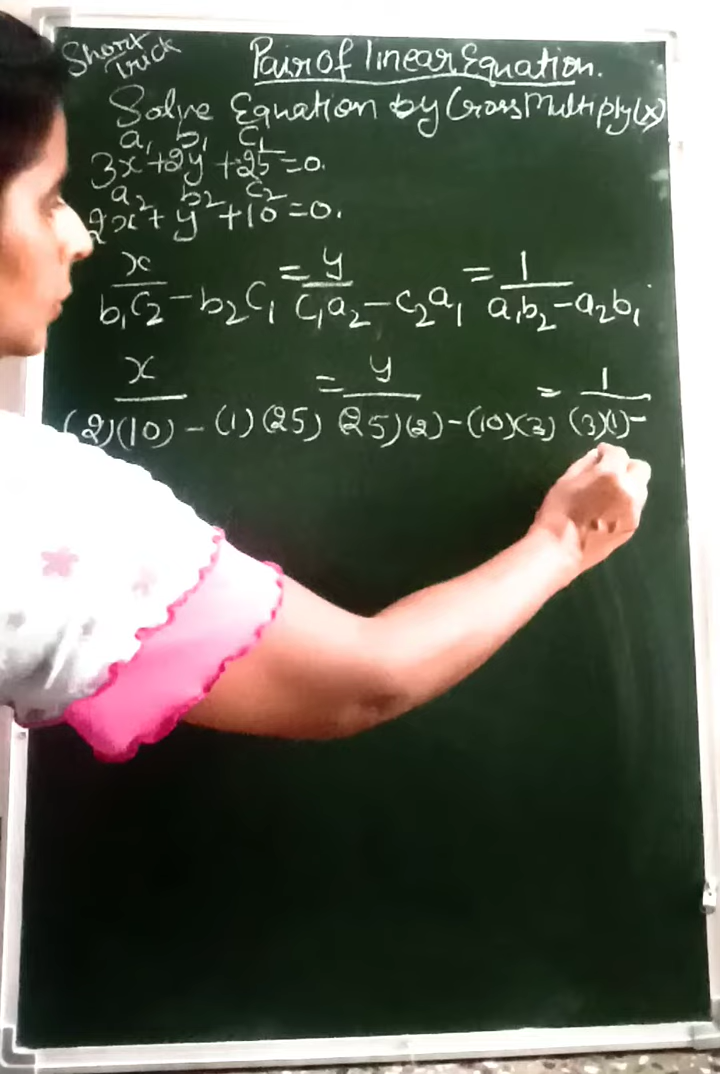 Short Trick
Pair of linear Equation.
Solve Equation by Cross Multiply (x)
a₁ b₁ c₁
3x+2y+25=0.
a₂ b₂ c₂
2x+y+10=0.
x/(b₁c₂-b₂c₁) = y/(c₁a₂-c₂a₁) = 1/(a₁b₂-a₂b₁)
x/((2)(10)-(1)(25)) = y/((25)(2)-(10)(3)) = 1/((3)(1)-